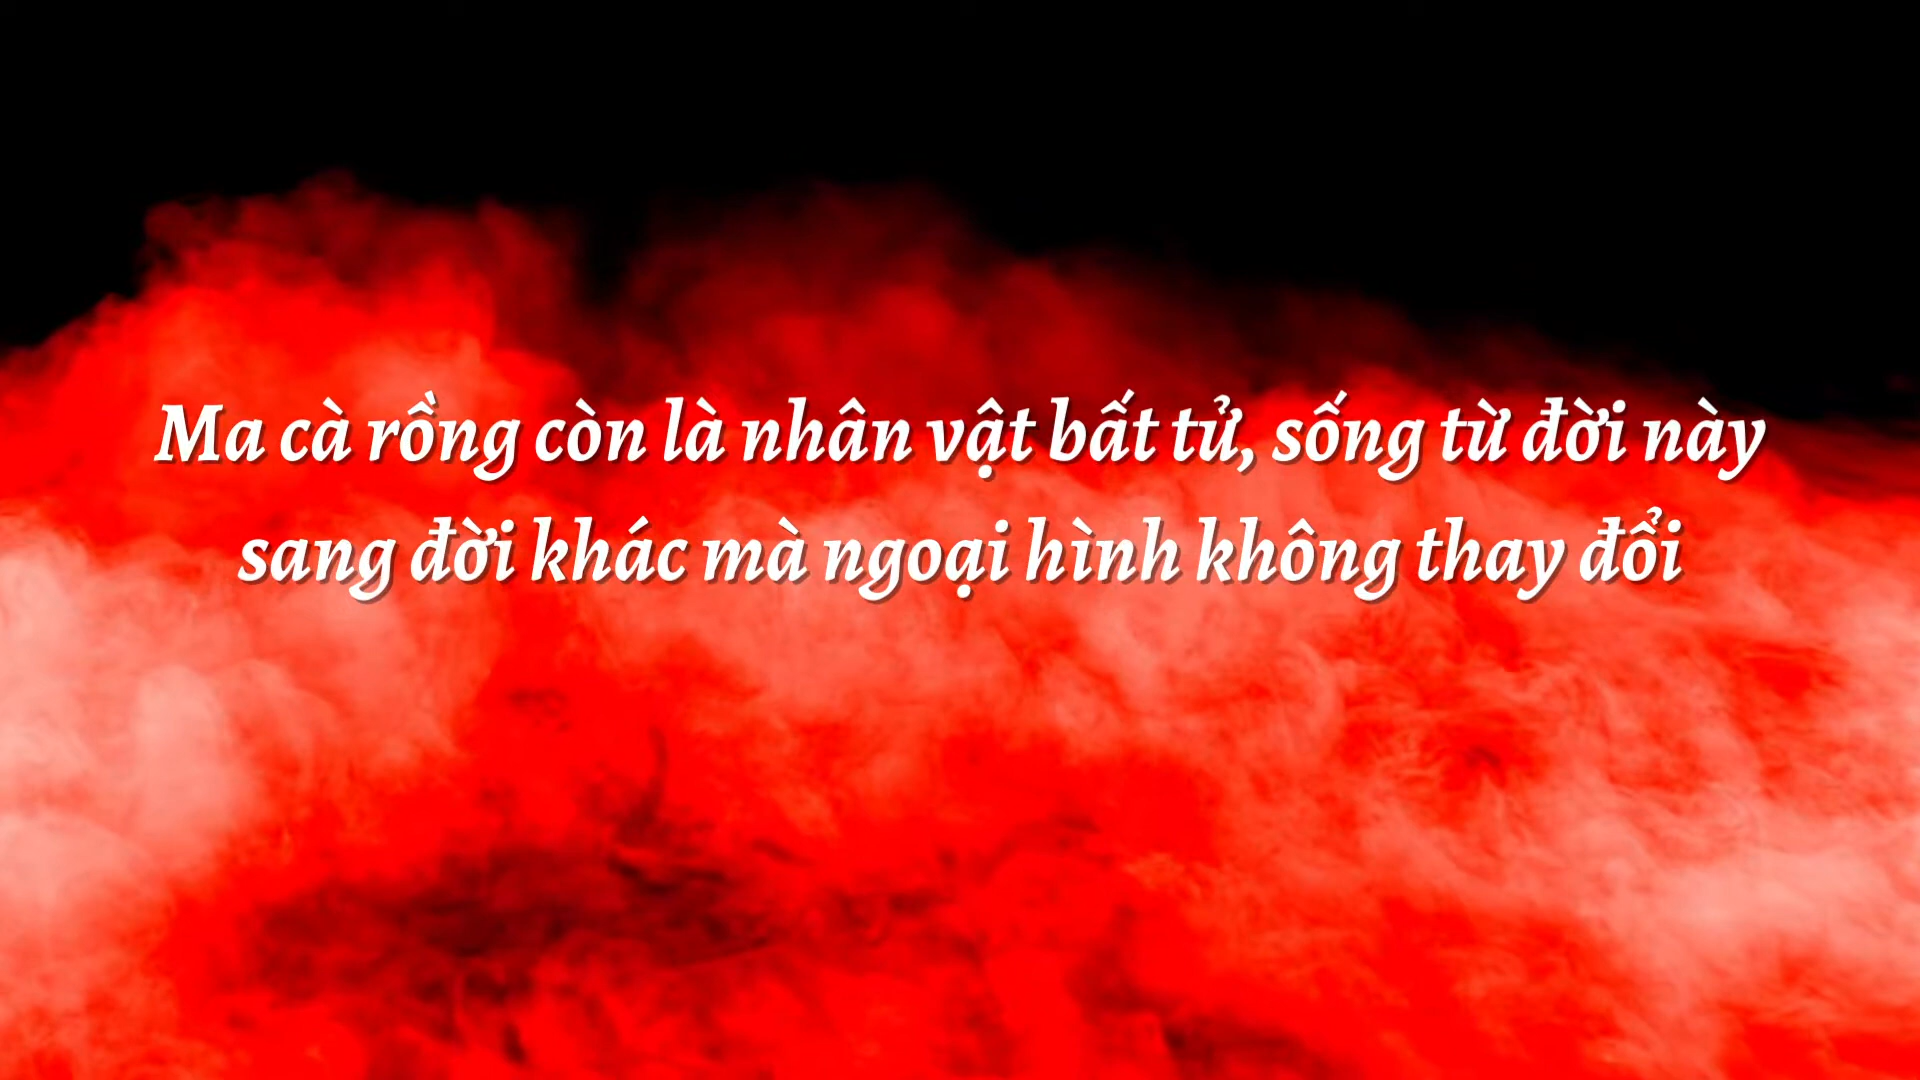 Ma cà rồng còn là nhân vật bất tử, sống từ đời này
sang đời khác mà ngoại hình không thay đổi